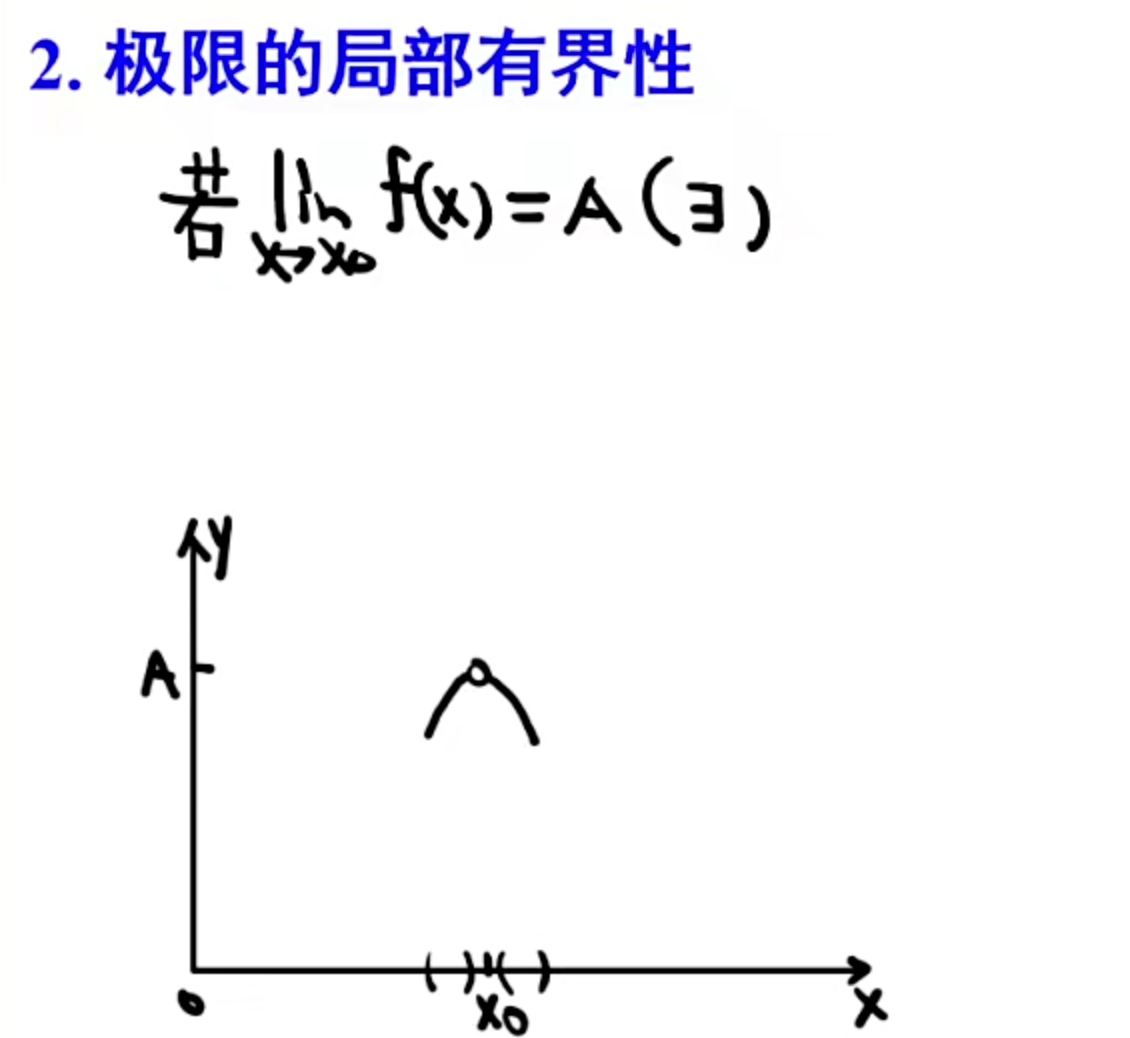 2. 极限的局部有界性
若 lim f(x) = A (∃)
x→x₀
y
A
( ) ( )
x₀
0
x